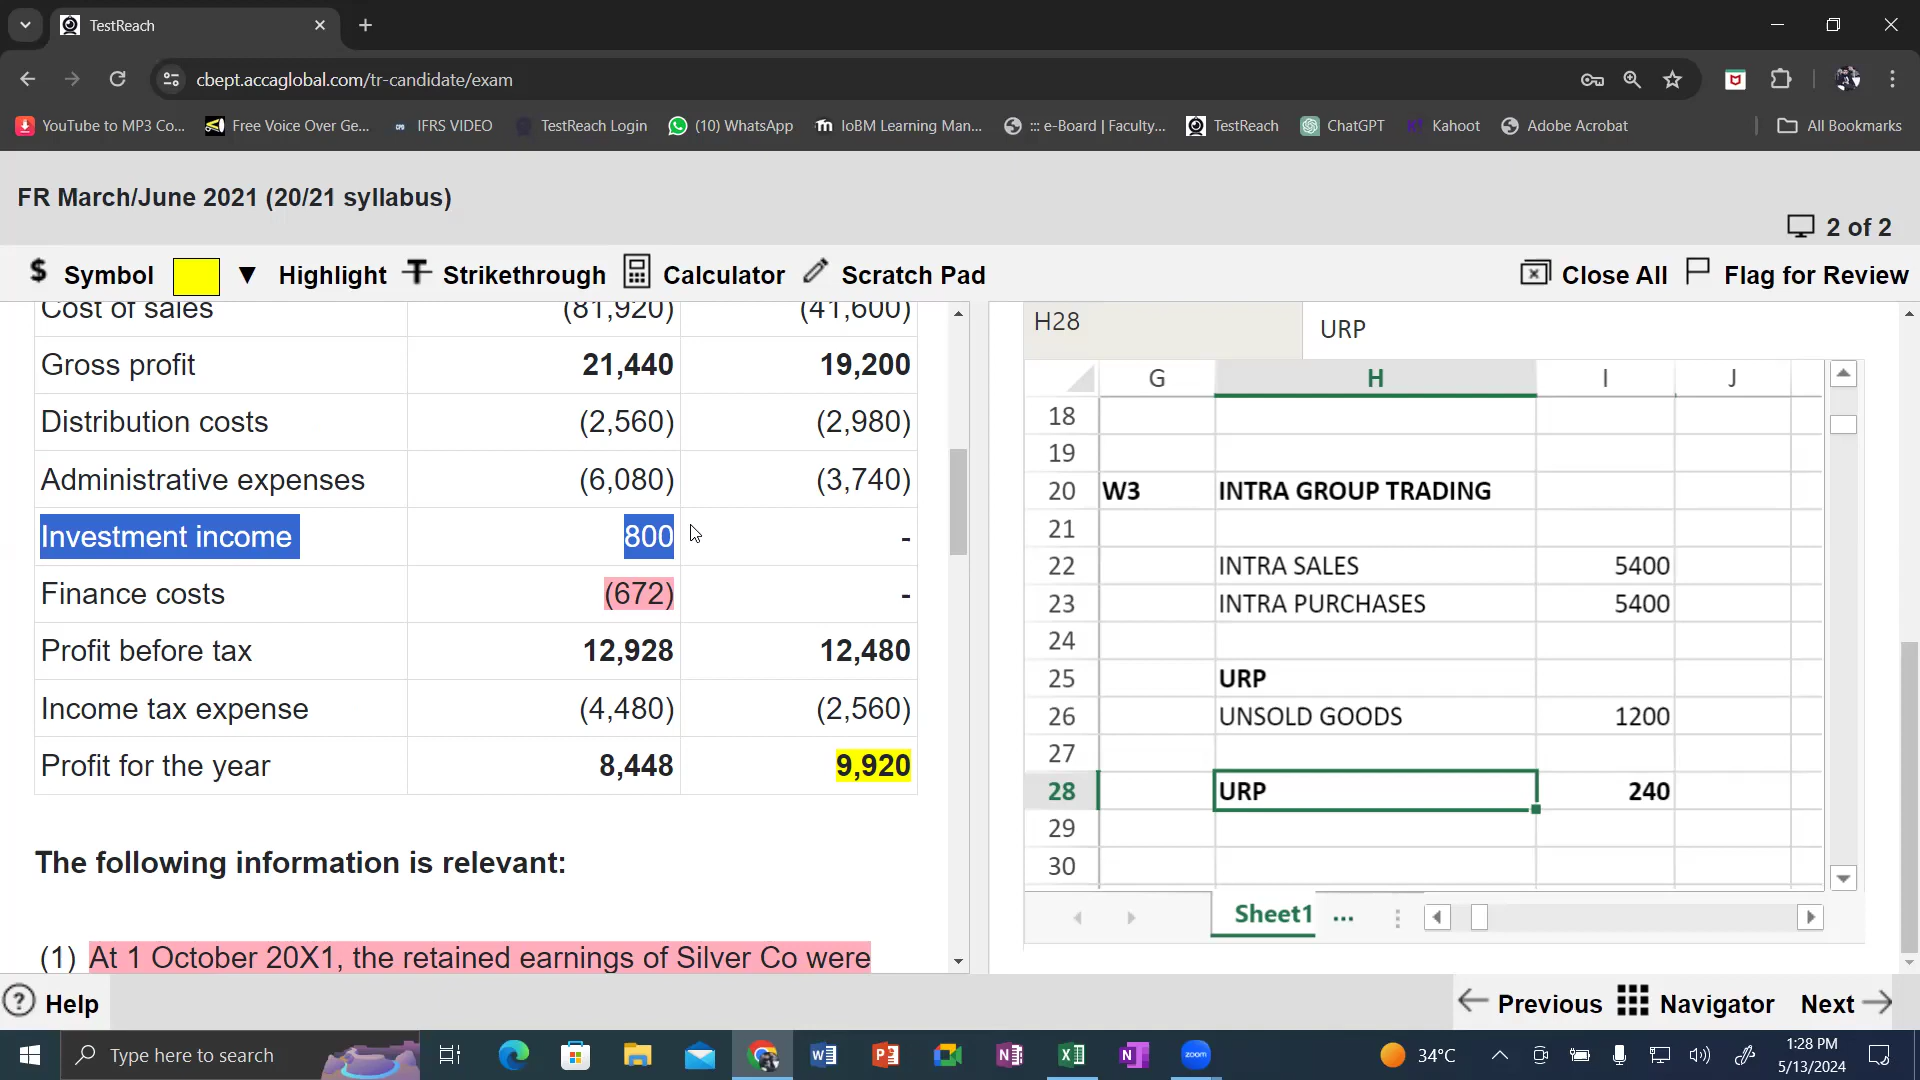 TestReach
cbept.accaglobal.com/tr-candidate/exam
YouTube to MP3 Co... Free Voice Over Ge... IFRS VIDEO TestReach Login (10) WhatsApp IoBM Learning Man... ::: e-Board | Faculty... TestReach ChatGPT Kahoot Adobe Acrobat All Bookmarks
FR March/June 2021 (20/21 syllabus)
2 of 2
$ Symbol Highlight Strikethrough Calculator Scratch Pad Close All Flag for Review
Cost of sales (81,920) (41,600)
Gross profit 21,440 19,200
Distribution costs (2,560) (2,980)
Administrative expenses (6,080) (3,740)
Investment income 800 -
Finance costs (672) -
Profit before tax 12,928 12,480
Income tax expense (4,480) (2,560)
Profit for the year 8,448 9,920
The following information is relevant:
(1) At 1 October 20X1, the retained earnings of Silver Co were
H28 URP
G H I J
18
19
20 W3 INTRA GROUP TRADING
21
22 INTRA SALES 5400
23 INTRA PURCHASES 5400
24
25 URP
26 UNSOLD GOODS 1200
27
28 URP 240
29
30
Sheet1 ...
Help Previous Navigator Next
Type here to search
zoom
34°C
1:28 PM
5/13/2024